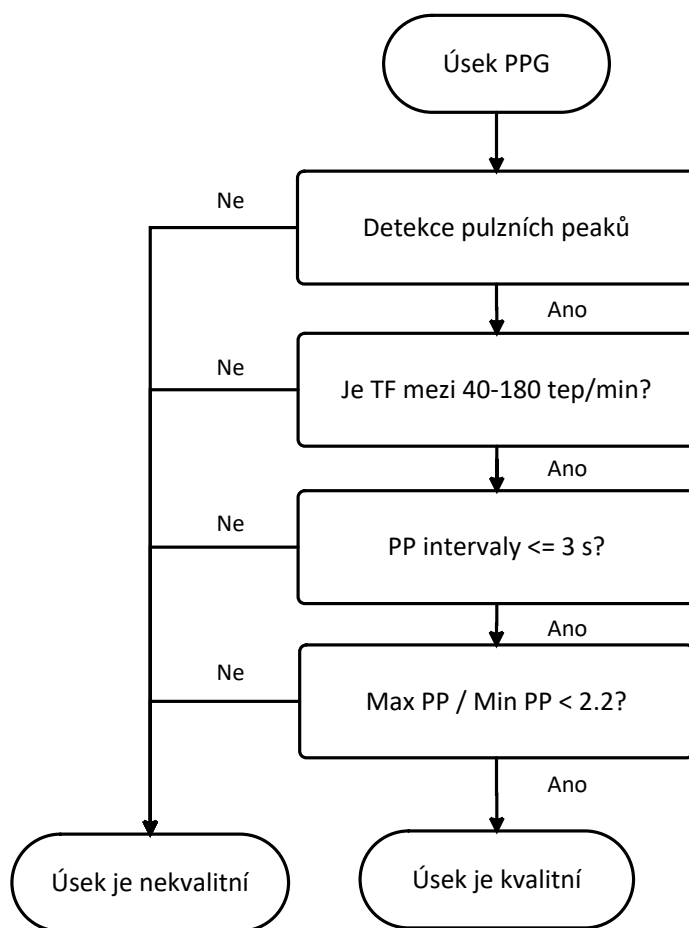 Úsek PPG
Ne
Detekce pulzních peaků
Ano
Ne
Je TF mezi 40-180 tep/min?
Ano
Ne
PP intervaly <= 3 s?
Ano
Ne
Max PP / Min PP < 2.2?
Ano
Úsek je nekvalitní
Úsek je kvalitní